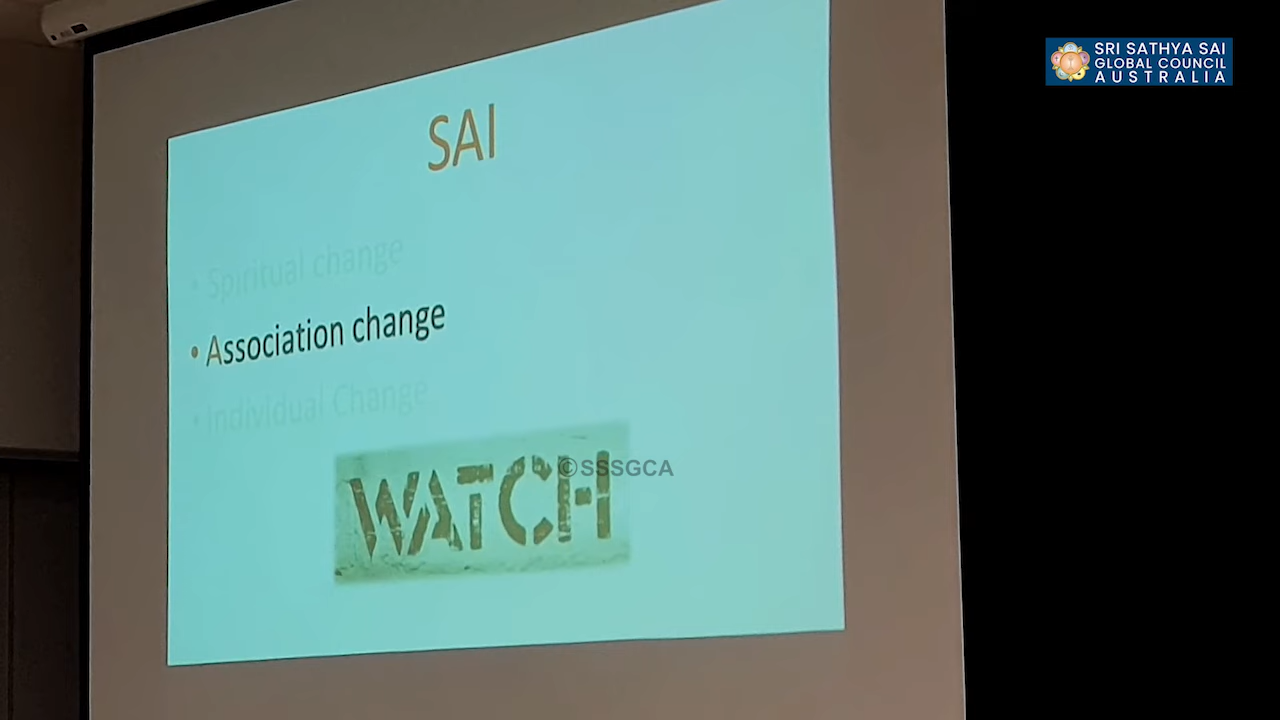 SRI SATHYA SAI
GLOBAL COUNCIL
AUSTRALIA
SAI
• Spiritual change
• Association change
• Individual Change
WATCH
©SSSGCA